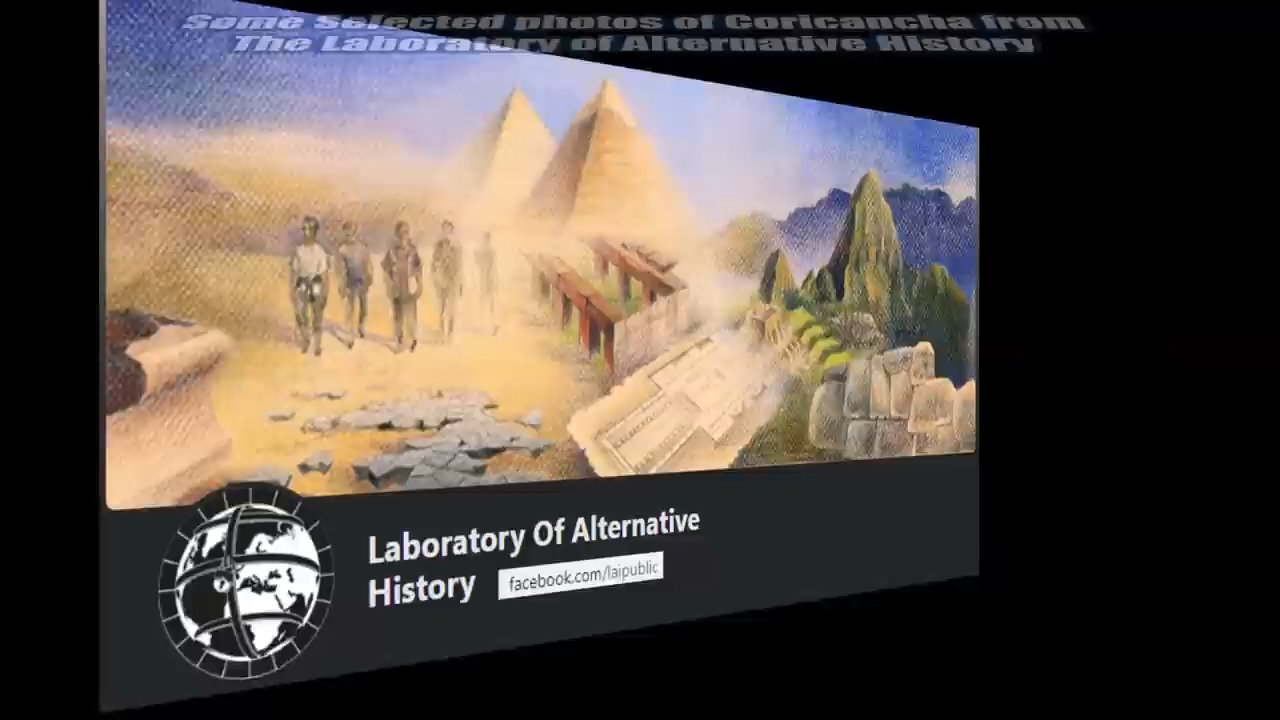 Some Selected photos of Coricancha from
The Laboratory of Alternative History
Laboratory Of Alternative
History
facebook.com/laipublic